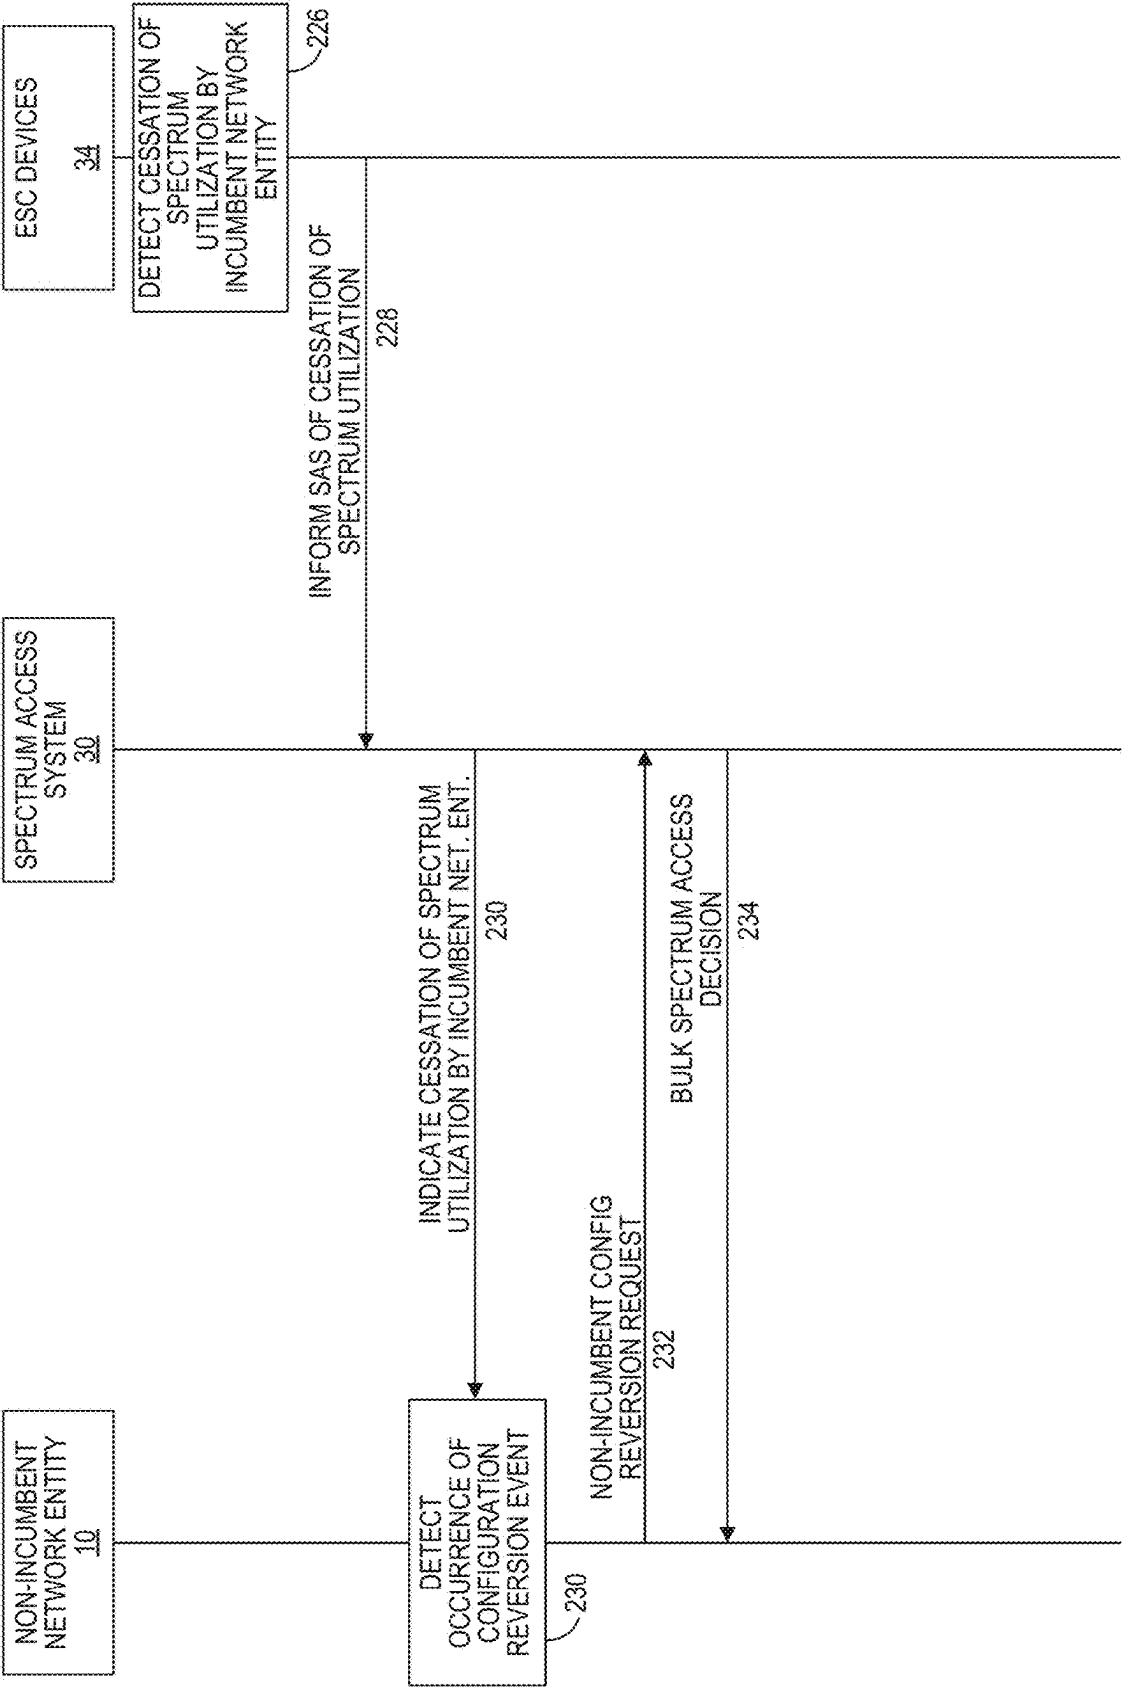 NON-INCUMBENT
NETWORK ENTITY
10
SPECTRUM ACCESS
SYSTEM
30
ESC DEVICES
34
DETECT CESSATION OF
SPECTRUM
UTILIZATION BY
INCUMBENT NETWORK
ENTITY
226
INFORM SAS OF CESSATION OF
SPECTRUM UTILIZATION
228
INDICATE CESSATION OF SPECTRUM
UTILIZATION BY INCUMBENT NET. ENT.
230
DETECT
OCCURRENCE OF
CONFIGURATION
REVERSION EVENT
230
NON-INCUMBENT CONFIG
REVERSION REQUEST
232
BULK SPECTRUM ACCESS
DECISION
234